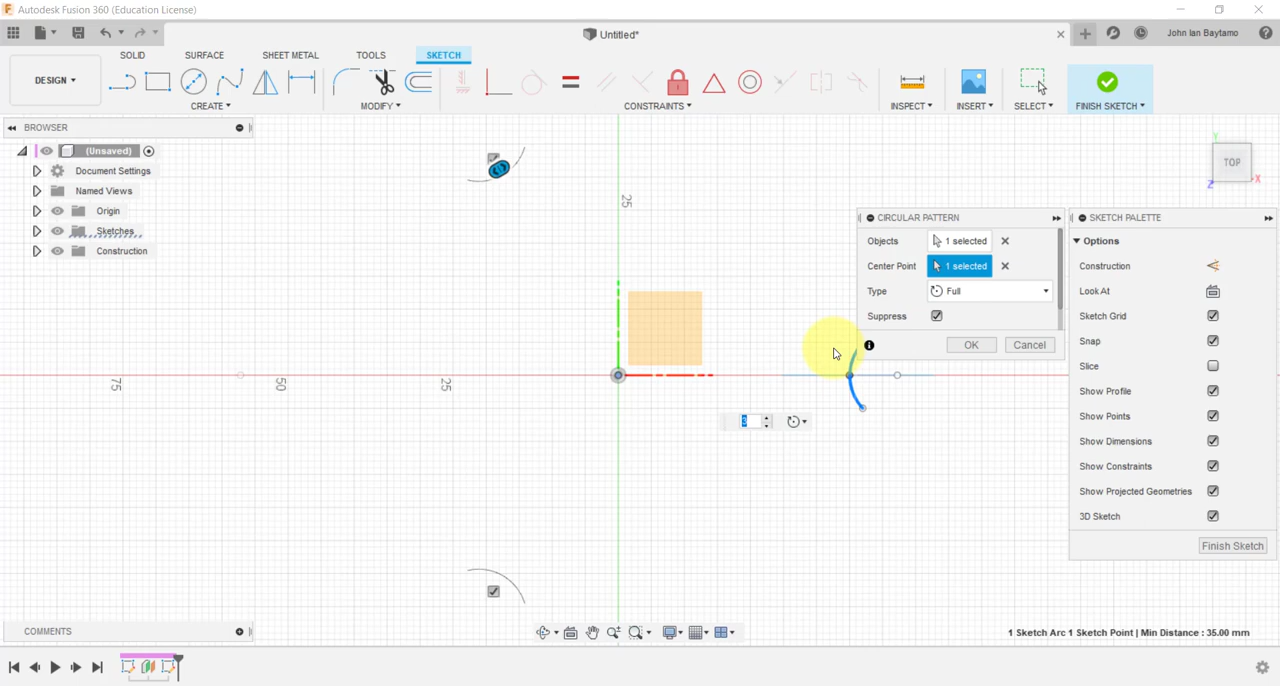 Autodesk Fusion 360 (Education License)
Untitled*
John Ian Baytamo
SOLID
SURFACE
SHEET METAL
TOOLS
SKETCH
DESIGN
CREATE
MODIFY
CONSTRAINTS
INSPECT
INSERT
SELECT
FINISH SKETCH
BROWSER
(Unsaved)
Document Settings
Named Views
Origin
Sketches
Construction
TOP
Y
X
Z
25
75
50
25
CIRCULAR PATTERN
Objects
1 selected
Center Point
1 selected
Type
Full
Suppress
OK
Cancel
3
SKETCH PALETTE
Options
Construction
Look At
Sketch Grid
Snap
Slice
Show Profile
Show Points
Show Dimensions
Show Constraints
Show Projected Geometries
3D Sketch
Finish Sketch
COMMENTS
1 Sketch Arc 1 Sketch Point | Min Distance : 35.00 mm